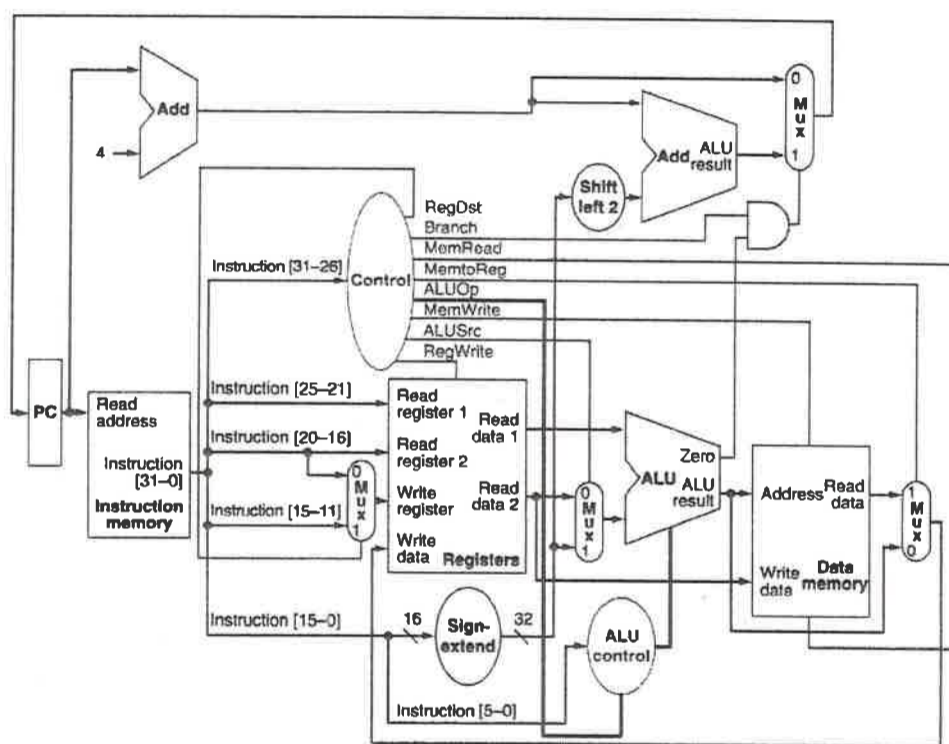 Add
4
0
Mux
1
Add
ALU
result
Shift
left 2
RegDst
Branch
MemRead
MemtoReg
ALUOp
MemWrite
ALUSrc
RegWrite
Instruction [31–26]
Control
PC
Read
address
Instruction
[31–0]
Instruction
memory
Instruction [25–21]
Instruction [20–16]
Instruction [15–11]
0
Mux
1
Read
register 1
Read
register 2
Write
register
Write
data
Read
data 1
Read
data 2
Registers
0
Mux
1
Zero
ALU
ALU
result
Address
Read
data
Write
data
Data
memory
1
Mux
0
Instruction [15–0]
16
Sign-
extend
32
ALU
control
Instruction [5–0]